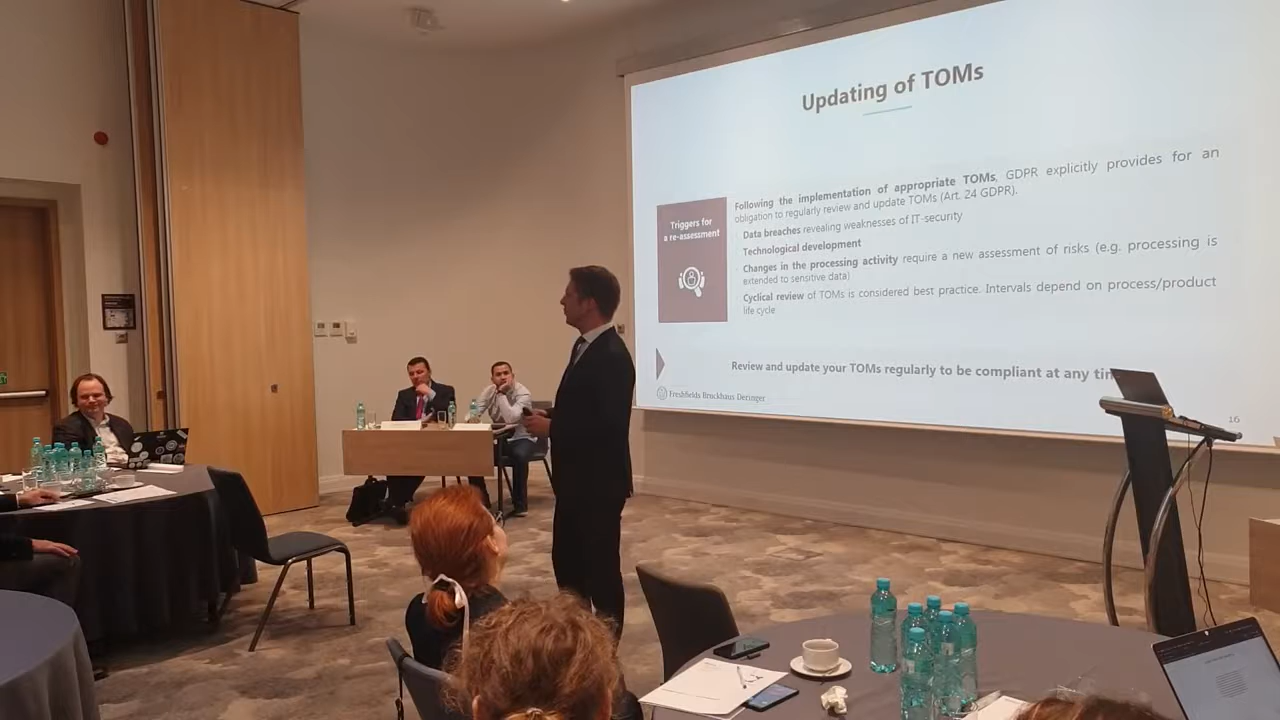 Updating of TOMs
Triggers for
a re-assessment
Following the implementation of appropriate TOMs, GDPR explicitly provides for an
obligation to regularly review and update TOMs (Art. 24 GDPR).
Data breaches revealing weaknesses of IT-security
Technological development
Changes in the processing activity require a new assessment of risks (e.g. processing is
extended to sensitive data)
Cyclical review of TOMs is considered best practice. Intervals depend on process/product
life cycle
Review and update your TOMs regularly to be compliant at any
Freshfields Bruckhaus Deringer
16